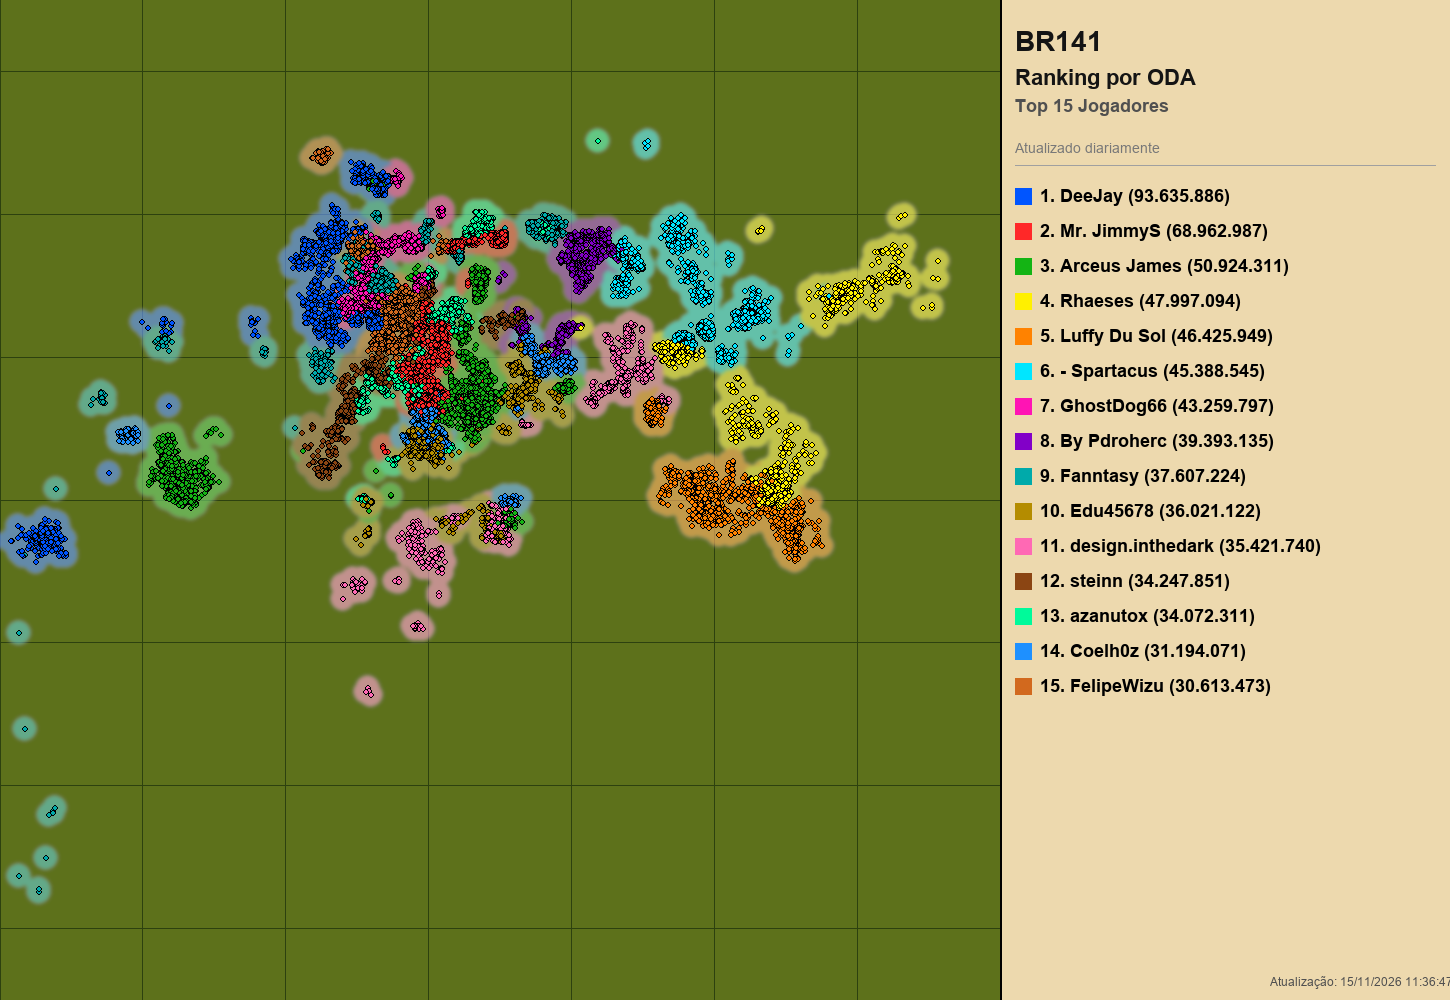 BR141
Ranking por ODA
Top 15 Jogadores
Atualizado diariamente
1. DeeJay (93.635.886)
2. Mr. JimmyS (68.962.987)
3. Arceus James (50.924.311)
4. Rhaeses (47.997.094)
5. Luffy Du Sol (46.425.949)
6. - Spartacus (45.388.545)
7. GhostDog66 (43.259.797)
8. By Pdroherc (39.393.135)
9. Fanntasy (37.607.224)
10. Edu45678 (36.021.122)
11. design.inthedark (35.421.740)
12. steinn (34.247.851)
13. azanutox (34.072.311)
14. Coelh0z (31.194.071)
15. FelipeWizu (30.613.473)
Atualização: 15/11/2026 11:36:47